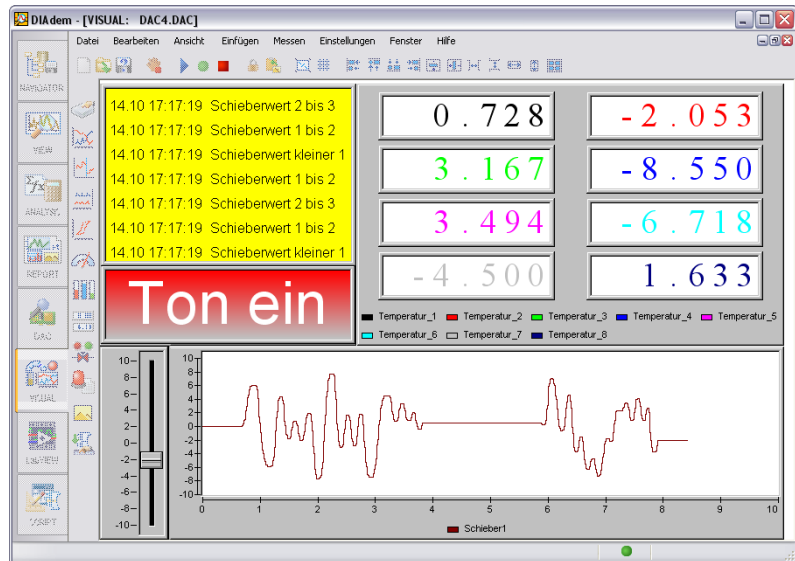 DIAdem - [VISUAL: DAC4.DAC]
Datei Bearbeiten Ansicht Einfügen Messen Einstellungen Fenster Hilfe
NAVIGATOR
VIEW
ANALYSIS
REPORT
DAC
VISUAL
LabVIEW
SCRIPT
14.10 17:17:19 Schieberwert 2 bis 3
14.10 17:17:19 Schieberwert 1 bis 2
14.10 17:17:19 Schieberwert kleiner 1
14.10 17:17:19 Schieberwert 1 bis 2
14.10 17:17:19 Schieberwert 2 bis 3
14.10 17:17:19 Schieberwert 1 bis 2
14.10 17:17:19 Schieberwert kleiner 1
Ton ein
0.728 -2.053
3.167 -8.550
3.494 -6.718
-4.500 1.633
Temperatur_1 Temperatur_2 Temperatur_3 Temperatur_4 Temperatur_5
Temperatur_6 Temperatur_7 Temperatur_8
10
8
6
4
2
0
-2
-4
-6
-8
-10
10
8
6
4
2
0
-2
-4
-6
-8
-10
0 1 2 3 4 5 6 7 8 9 10
Schieber1